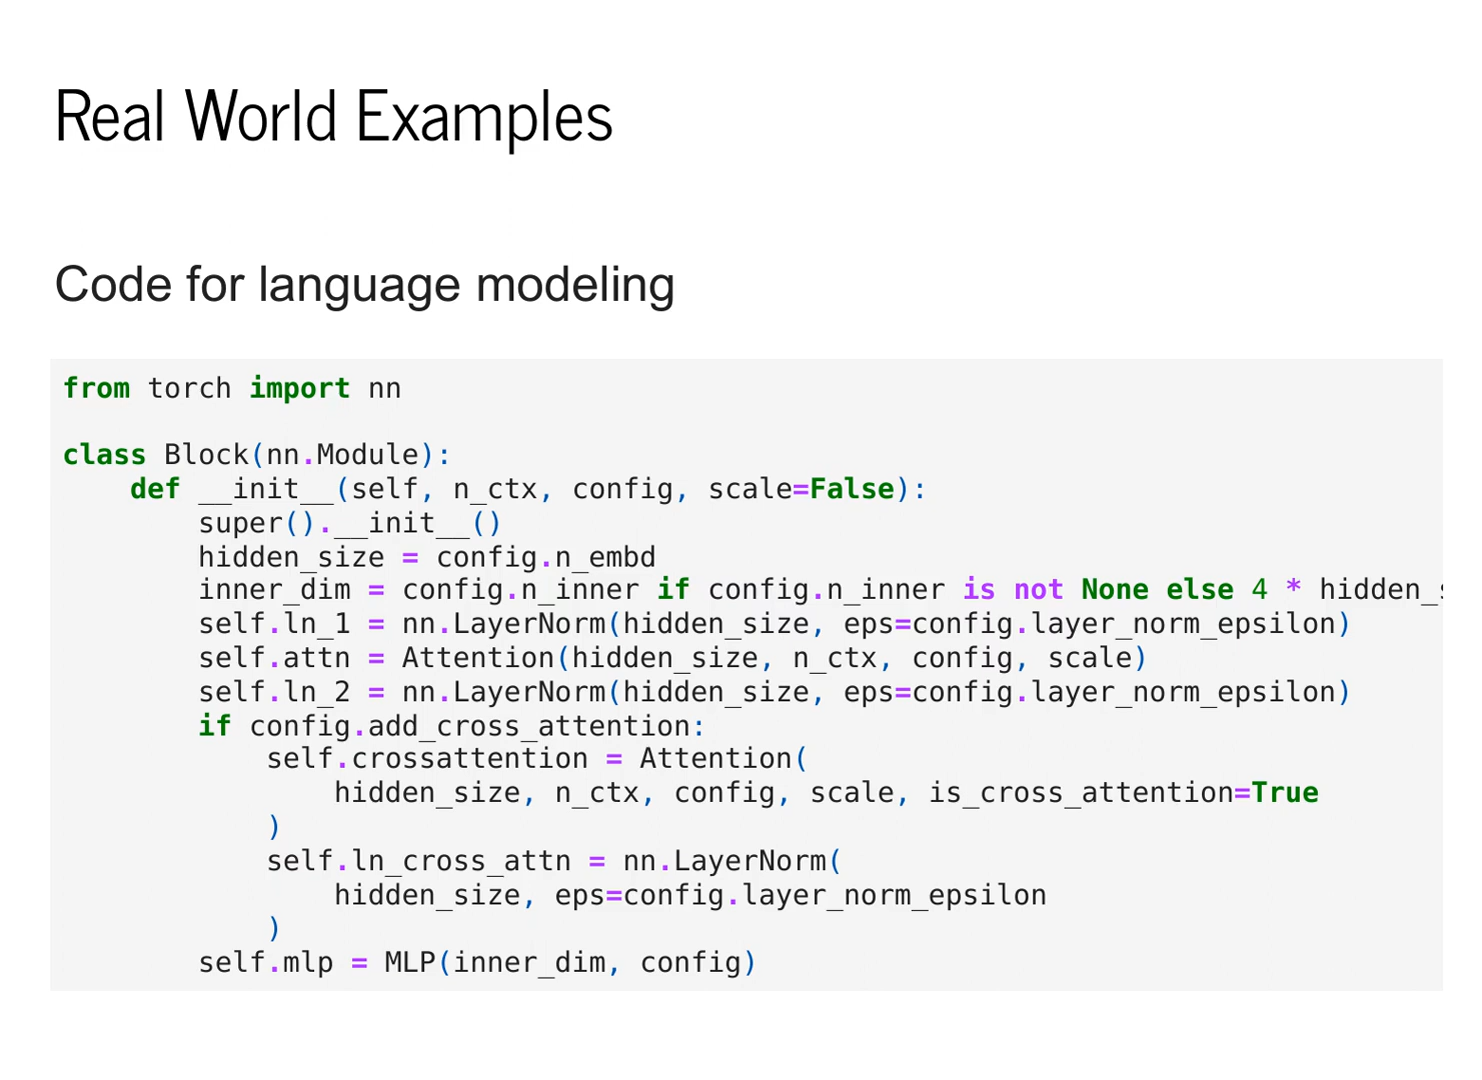 Real World Examples
Code for language modeling
from torch import nn
class Block(nn.Module):
    def __init__(self, n_ctx, config, scale=False):
        super().__init__()
        hidden_size = config.n_embd
        inner_dim = config.n_inner if config.n_inner is not None else 4 * hidden_s
        self.ln_1 = nn.LayerNorm(hidden_size, eps=config.layer_norm_epsilon)
        self.attn = Attention(hidden_size, n_ctx, config, scale)
        self.ln_2 = nn.LayerNorm(hidden_size, eps=config.layer_norm_epsilon)
        if config.add_cross_attention:
            self.crossattention = Attention(
                hidden_size, n_ctx, config, scale, is_cross_attention=True
            )
            self.ln_cross_attn = nn.LayerNorm(
                hidden_size, eps=config.layer_norm_epsilon
            )
        self.mlp = MLP(inner_dim, config)